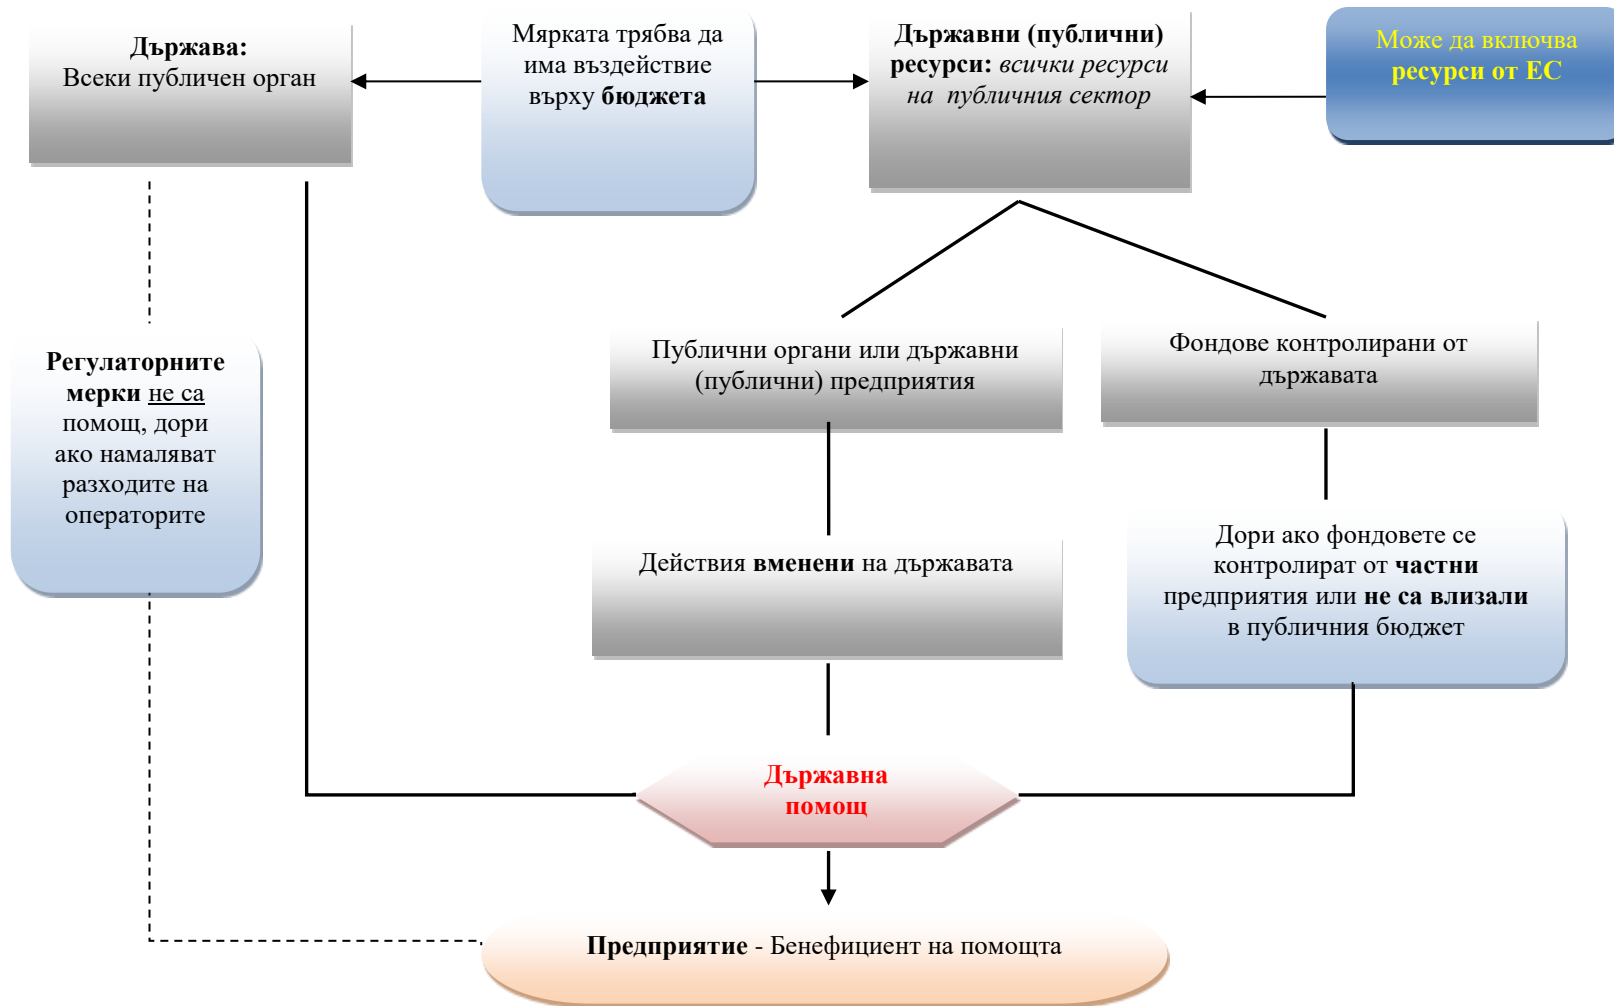 Държава:
Всеки публичен орган
Мярката трябва да
има въздействие
върху бюджета
Държавни (публични)
ресурси: всички ресурси
на публичния сектор
Може да включва
ресурси от ЕС
Регулаторните
мерки не са
помощ, дори
ако намаляват
разходите на
операторите
Публични органи или държавни
(публични) предприятия
Фондове контролирани от
държавата
Действия вменени на държавата
Дори ако фондовете се
контролират от частни
предприятия или не са влизали
в публичния бюджет
Държавна
помощ
Предприятие - Бенефициент на помощта